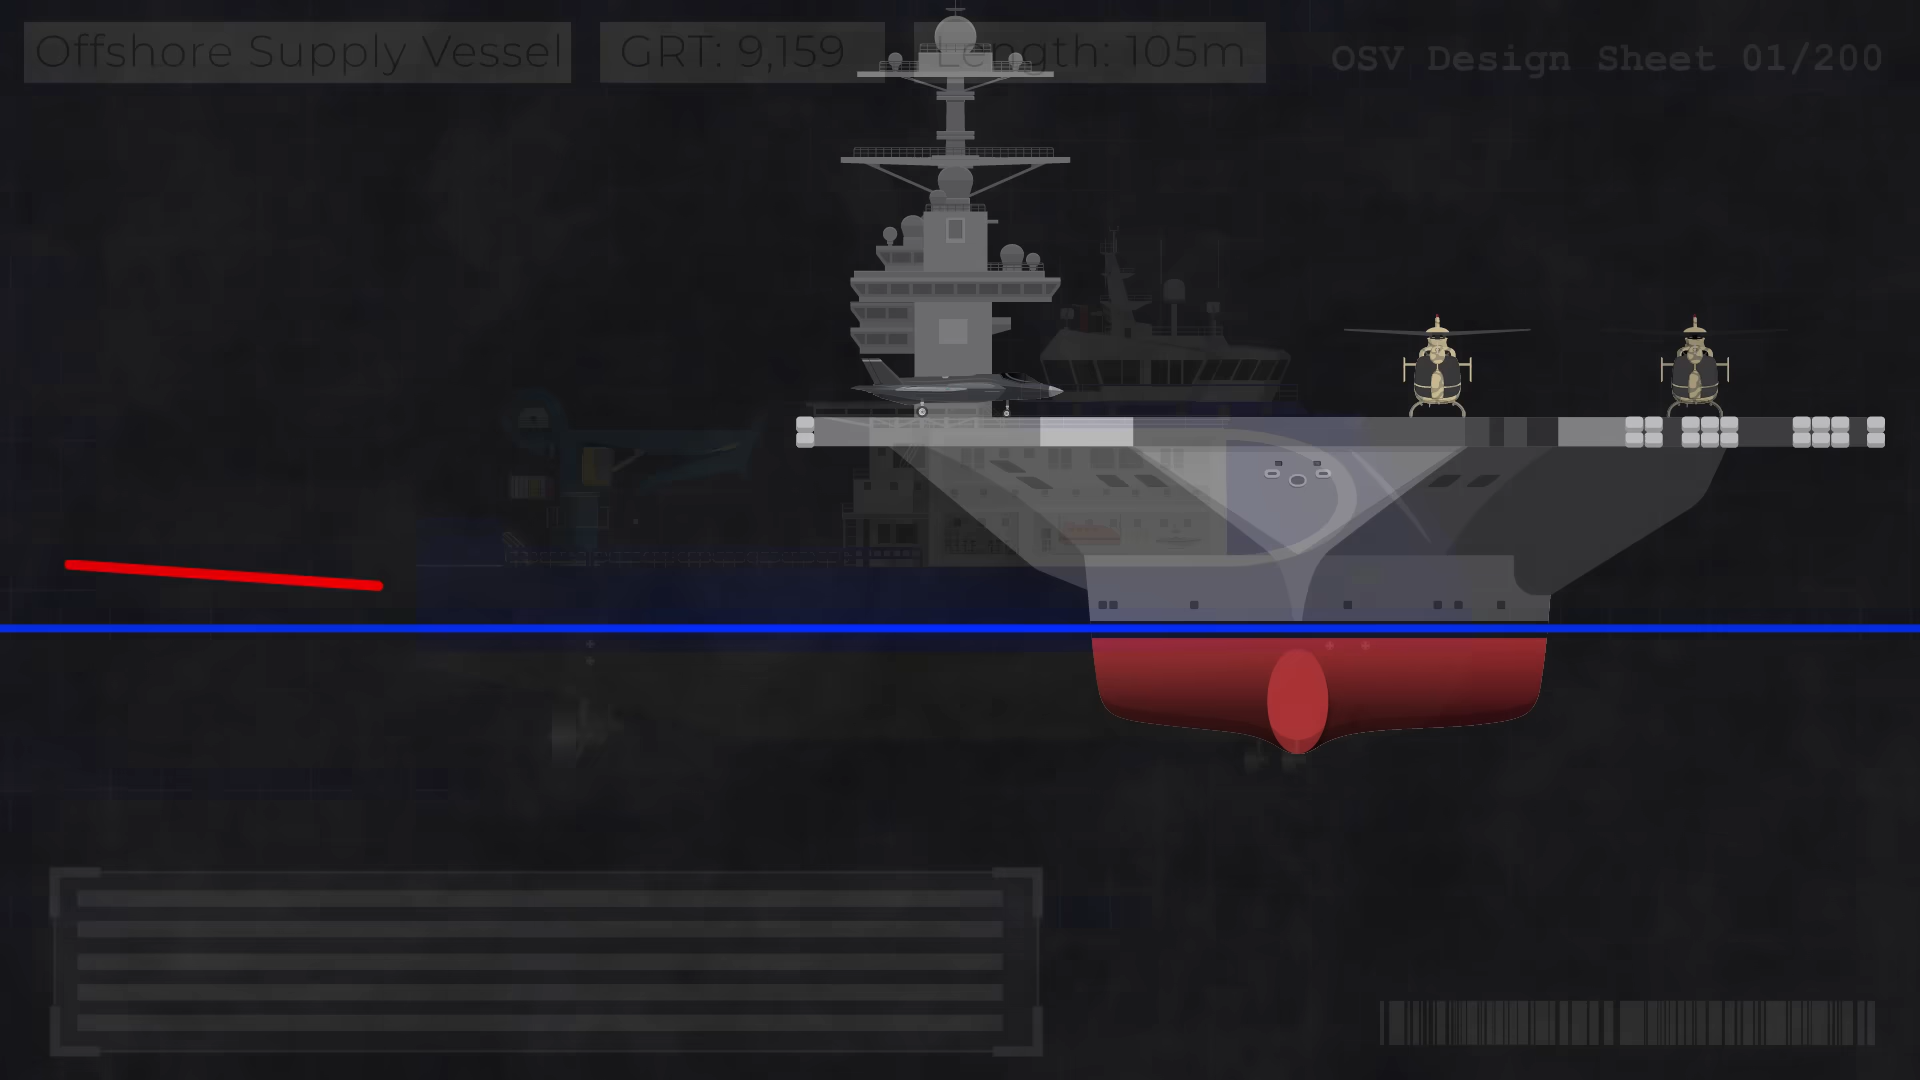 Offshore Supply Vessel
GRT: 9,159
Length: 105m
OSV Design Sheet 01/200